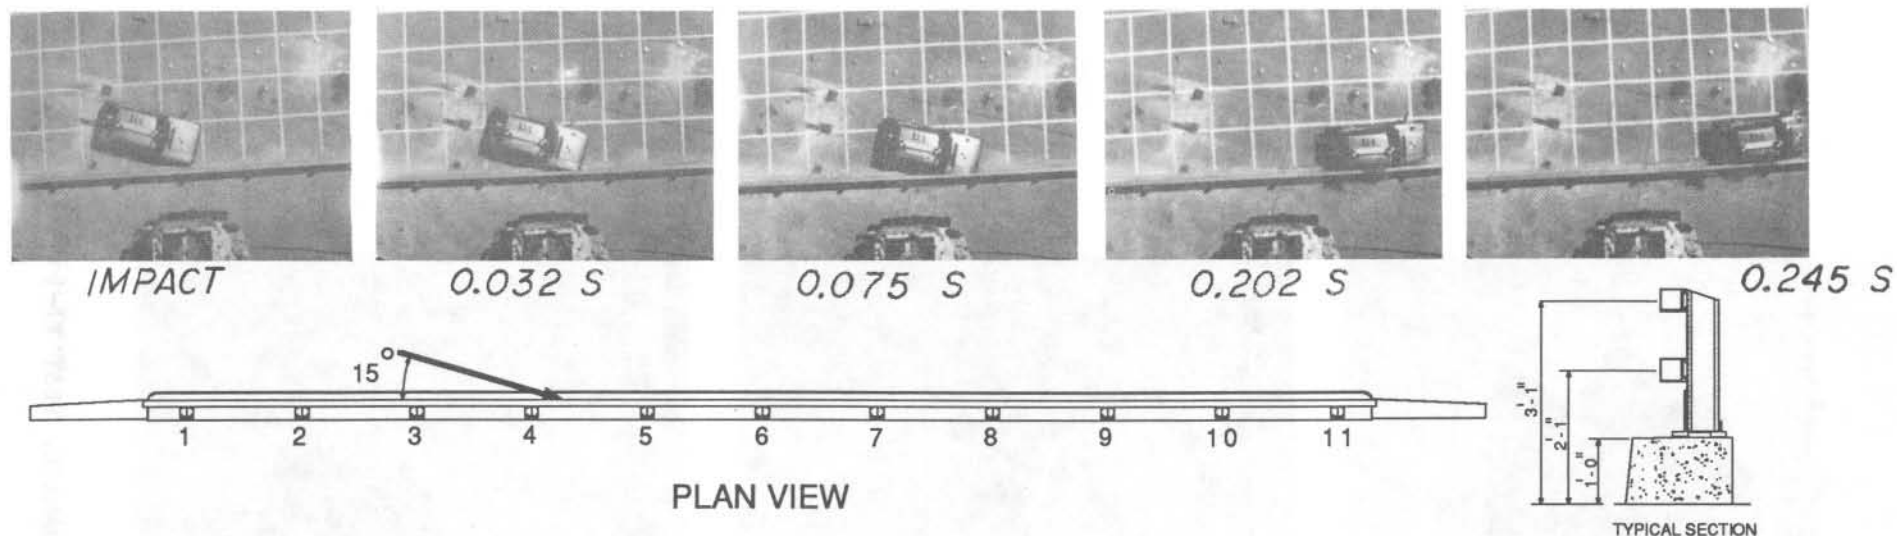 IMPACT
0.032 S
0.075 S
0.202 S
0.245 S
15°
1 2 3 4 5 6 7 8 9 10 11
PLAN VIEW
3'-1"
2'-1"
1'-0"
TYPICAL SECTION